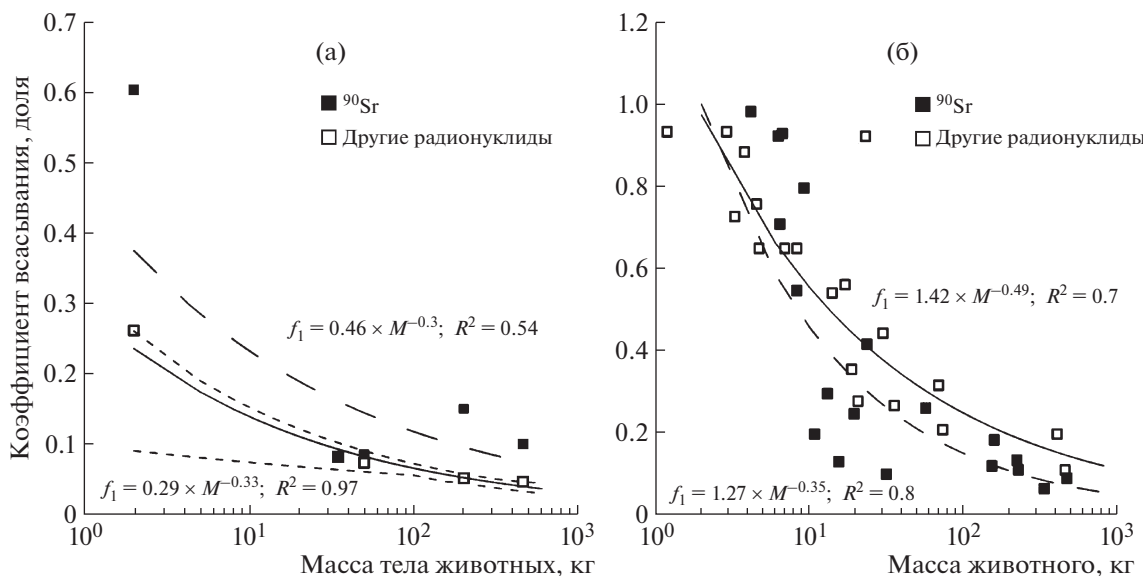 Коэффициент всасывания, доля
0.7
0.6
0.5
0.4
0.3
0.2
0.1
0
(а)
⁹⁰Sr
Другие радионуклиды
f₁ = 0.46 × M⁻⁰·³; R² = 0.54
f₁ = 0.29 × M⁻⁰·³³; R² = 0.97
10⁰ 10¹ 10² 10³
Масса тела животных, кг
1.2
1.0
0.8
0.6
0.4
0.2
0
(б)
⁹⁰Sr
Другие радионуклиды
f₁ = 1.42 × M⁻⁰·⁴⁹; R² = 0.7
f₁ = 1.27 × M⁻⁰·³⁵; R² = 0.8
10⁰ 10¹ 10² 10³
Масса животного, кг